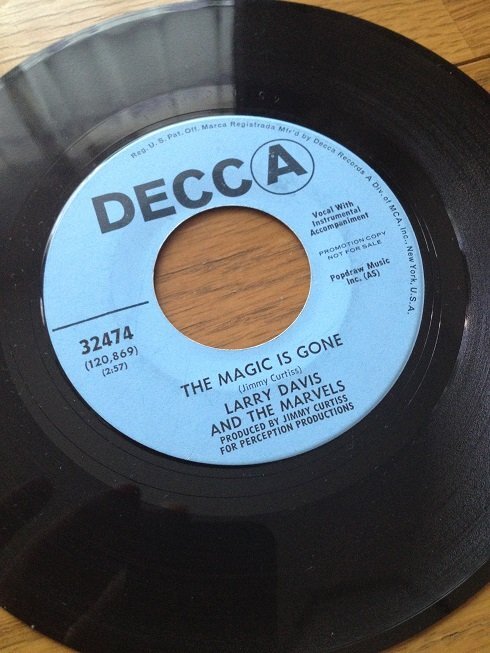 Reg. U.S. Pat. Off. Marca Registrada Mfr'd by Decca Records A Div. of MCA, Inc. New York, U.S.A.
DECCA
Vocal With
Instrumental
Accompaniment
PROMOTION COPY
NOT FOR SALE
Popdraw Music
Inc. (AS)
32474
(120,869)
(2:57)
THE MAGIC IS GONE
(Jimmy Curtiss)
LARRY DAVIS
AND THE MARVELS
PRODUCED BY JIMMY CURTISS
FOR PERCEPTION PRODUCTIONS